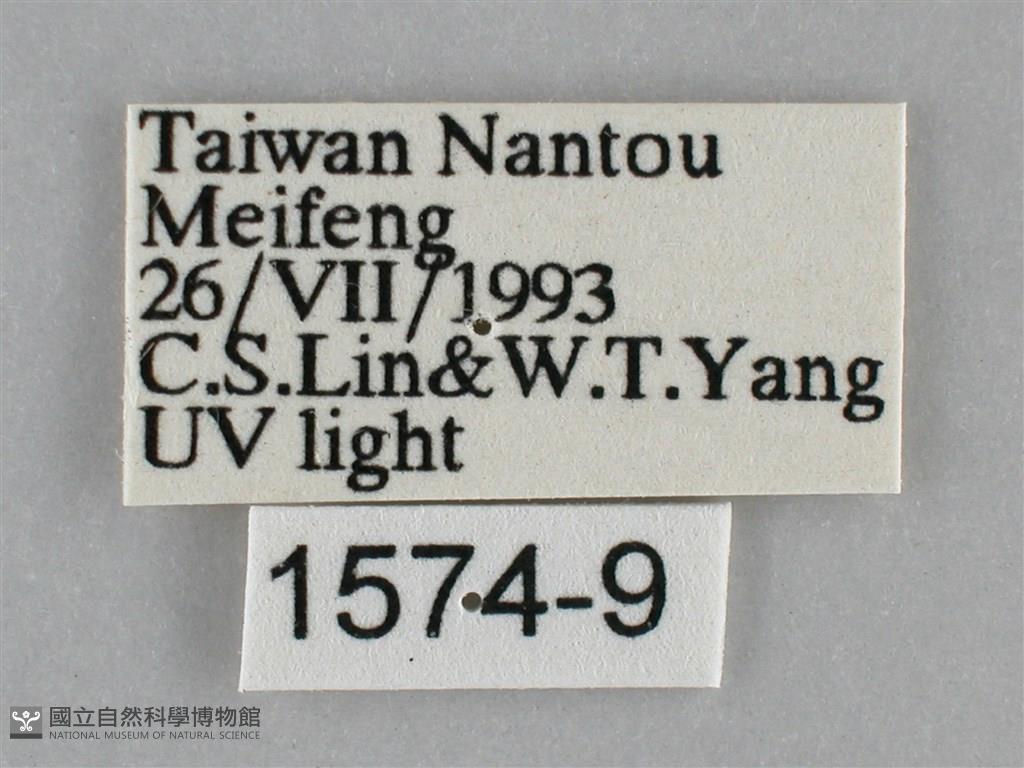 Taiwan Nantou
Meifeng
26/VII/1993
C.S.Lin&W.T.Yang
UV light
1574-9
國立自然科學博物館
NATIONAL MUSEUM OF NATURAL SCIENCE